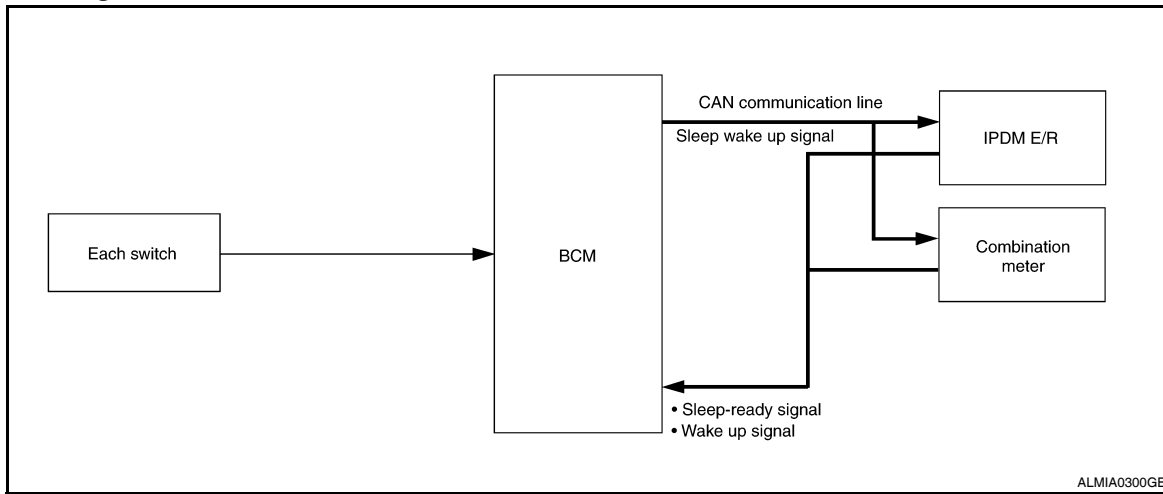 CAN communication line
Sleep wake up signal
IPDM E/R
Each switch
BCM
Combination
meter
• Sleep-ready signal
• Wake up signal
ALMIA0300GB